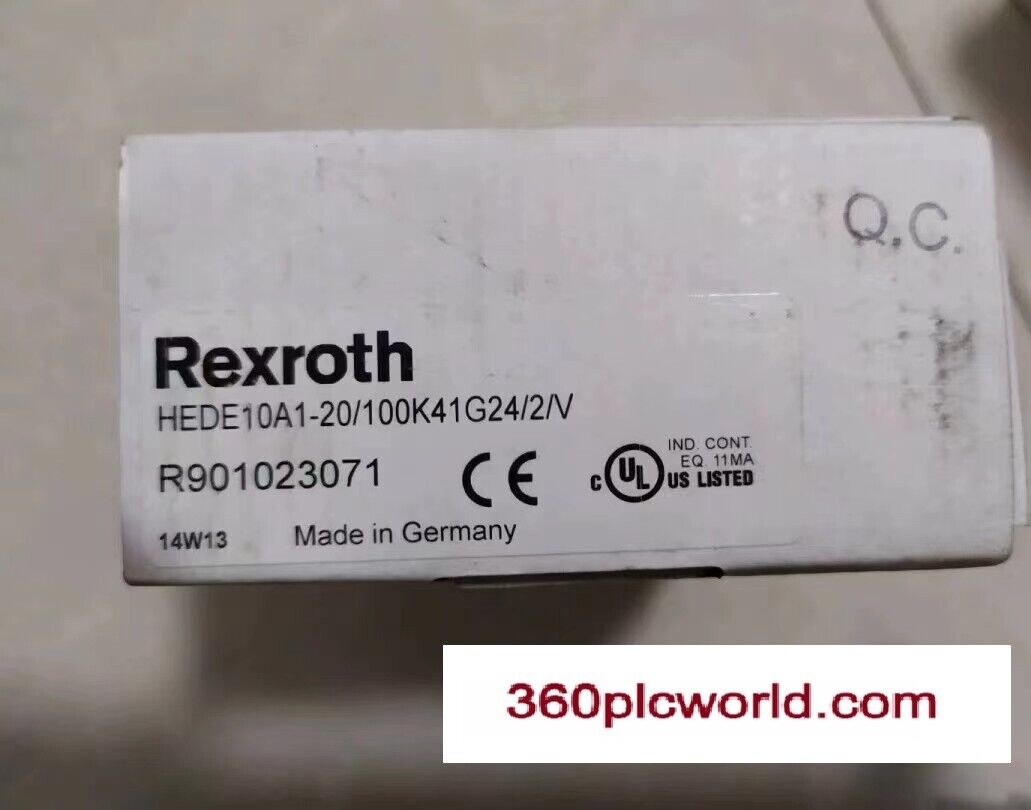 Q.C.
Rexroth
HEDE10A1-20/100K41G24/2/V
R901023071
CE
c UL US LISTED
IND. CONT.
EQ. 11MA
14W13
Made in Germany
360plcworld.com